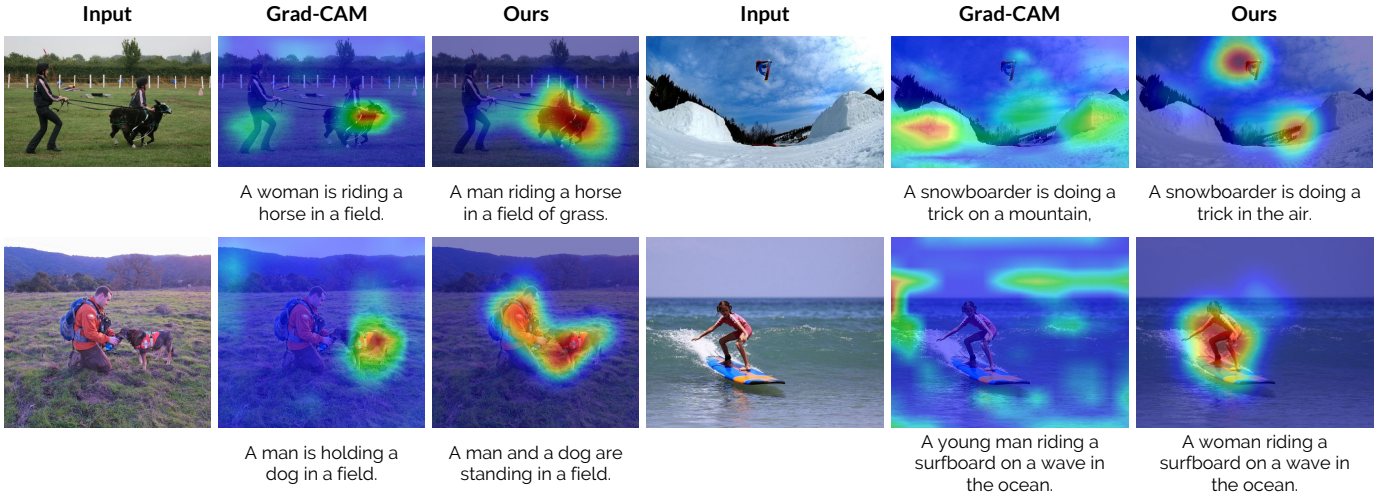 Input
Grad-CAM
Ours
Input
Grad-CAM
Ours
A woman is riding a
horse in a field.
A man riding a horse
in a field of grass.
A snowboarder is doing a
trick on a mountain,
A snowboarder is doing a
trick in the air.
A man is holding a
dog in a field.
A man and a dog are
standing in a field.
A young man riding a
surfboard on a wave in
the ocean.
A woman riding a
surfboard on a wave in
the ocean.